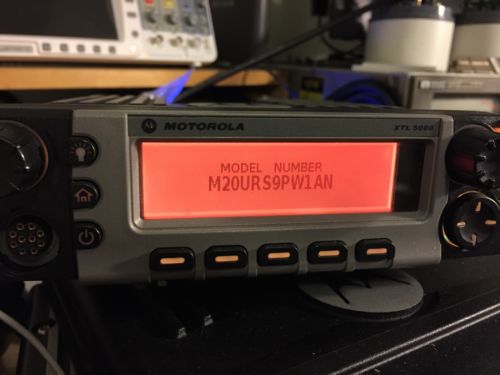 MOTOROLA
XTL 5000
MODEL NUMBER
M20URS9PW1AN